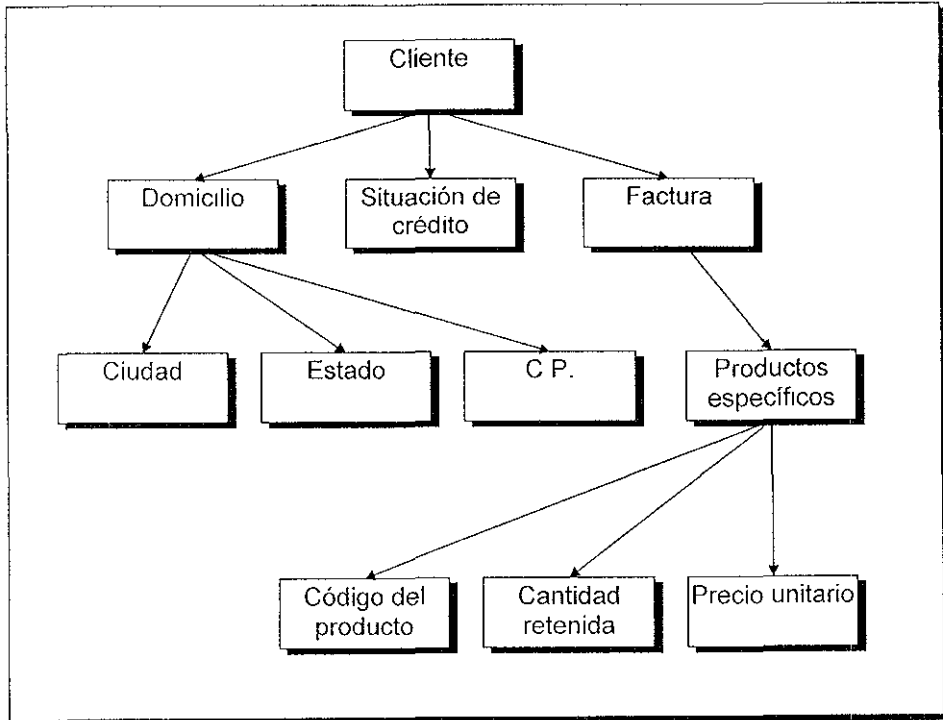 Cliente
Domicilio
Situación de
crédito
Factura
Ciudad
Estado
C P.
Productos
específicos
Código del
producto
Cantidad
retenida
Precio unitario